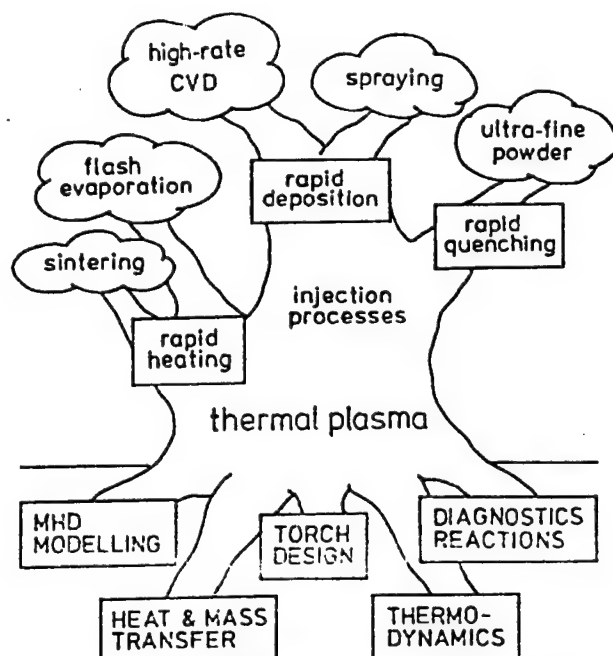 high-rate
CVD
spraying
ultra-fine
powder
flash
evaporation
rapid
deposition
rapid
quenching
sintering
injection
processes
rapid
heating
thermal plasma
MHD
MODELLING
TORCH
DESIGN
DIAGNOSTICS
REACTIONS
HEAT & MASS
TRANSFER
THERMO-
DYNAMICS